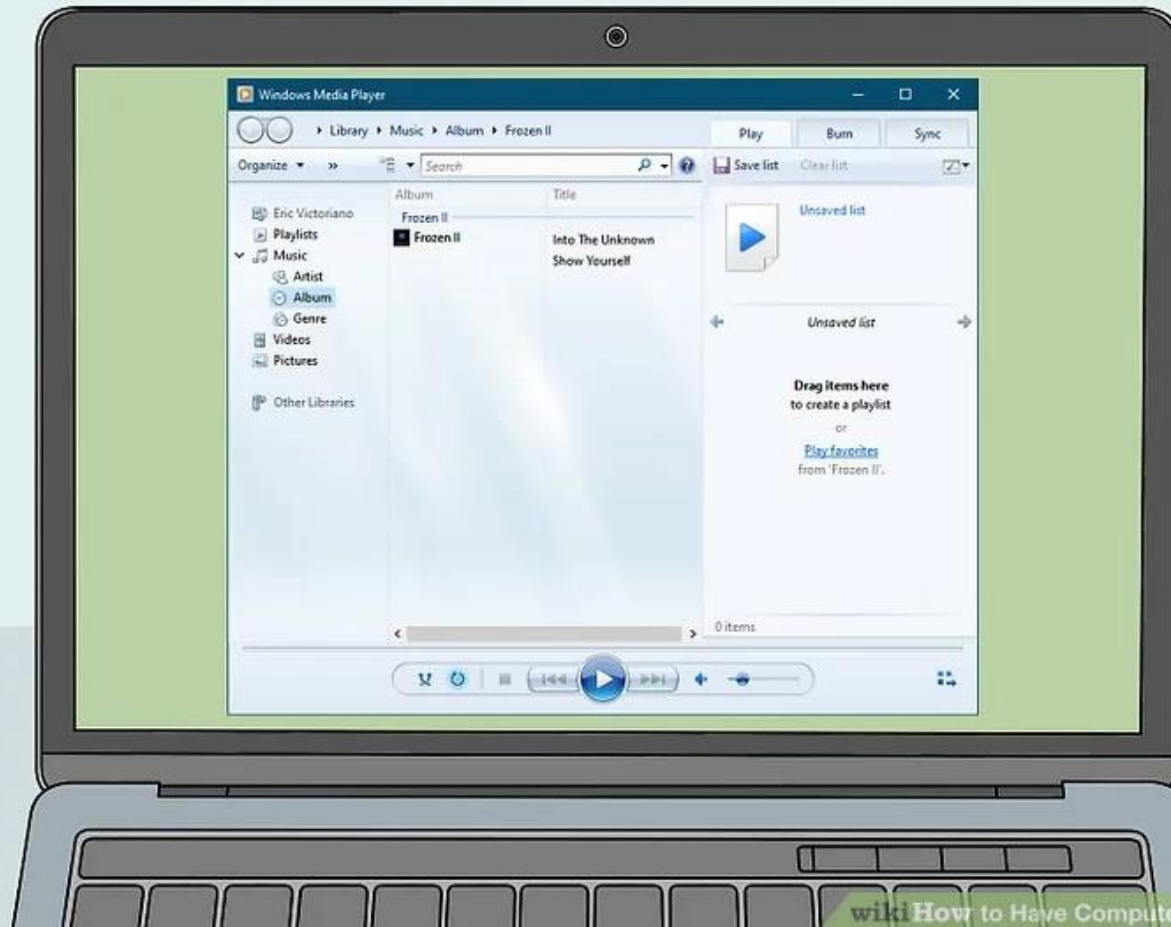 Windows Media Player
Library Music Album Frozen II
Play Burn Sync
Organize » Search Save list Clear list
Album Title
Eric Victoriano
Playlists
Music
Artist
Album
Genre
Videos
Pictures
Other Libraries
Frozen II
Frozen II Into The Unknown
Show Yourself
Unsaved list
Unsaved list
Drag items here
to create a playlist
or
Play favorites
from 'Frozen II'.
0 items
wikiHow to Have Compute